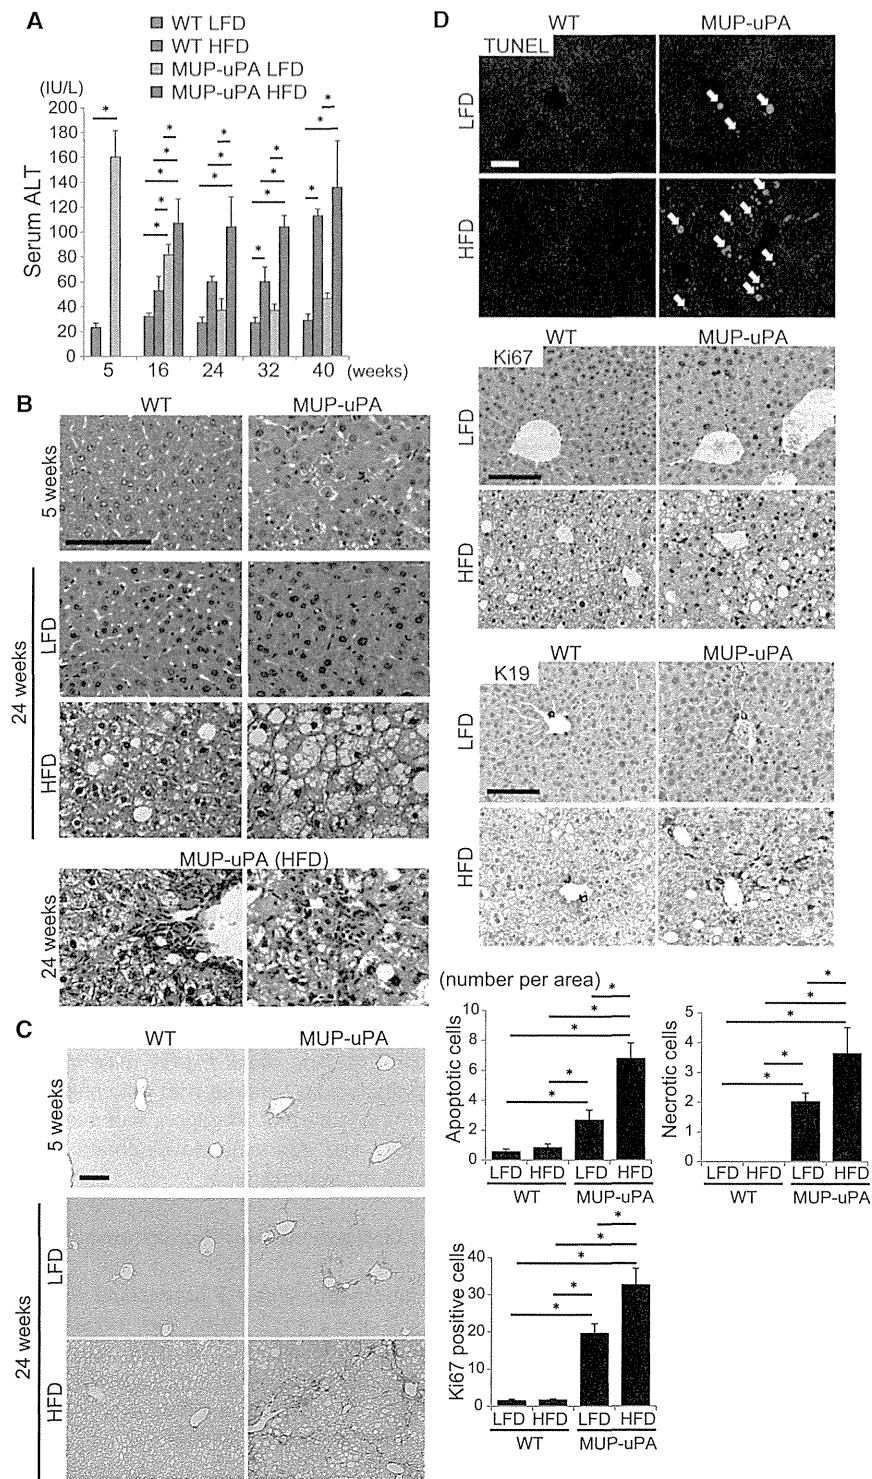 A
WT LFD
WT HFD
MUP-uPA LFD
MUP-uPA HFD
(IU/L)
200
180
160
140
120
100
80
60
40
20
0
Serum ALT
* * * * * * * * * * * * * * * * *
5 16 24 32 40 (weeks)
B
WT MUP-uPA
5 weeks
24 weeks
LFD
HFD
MUP-uPA (HFD)
24 weeks
C
WT MUP-uPA
5 weeks
24 weeks
LFD
HFD
D
WT MUP-uPA
TUNEL
LFD
HFD
WT MUP-uPA
Ki67
LFD
HFD
WT MUP-uPA
K19
LFD
HFD
(number per area)
Apoptotic cells
10
8
6
4
2
0
* * * * *
LFD HFD LFD HFD
WT MUP-uPA
Necrotic cells
5
4
3
2
1
0
* * * * *
LFD HFD LFD HFD
WT MUP-uPA
Ki67 positive cells
40
30
20
10
0
* * * * *
LFD HFD LFD HFD
WT MUP-uPA